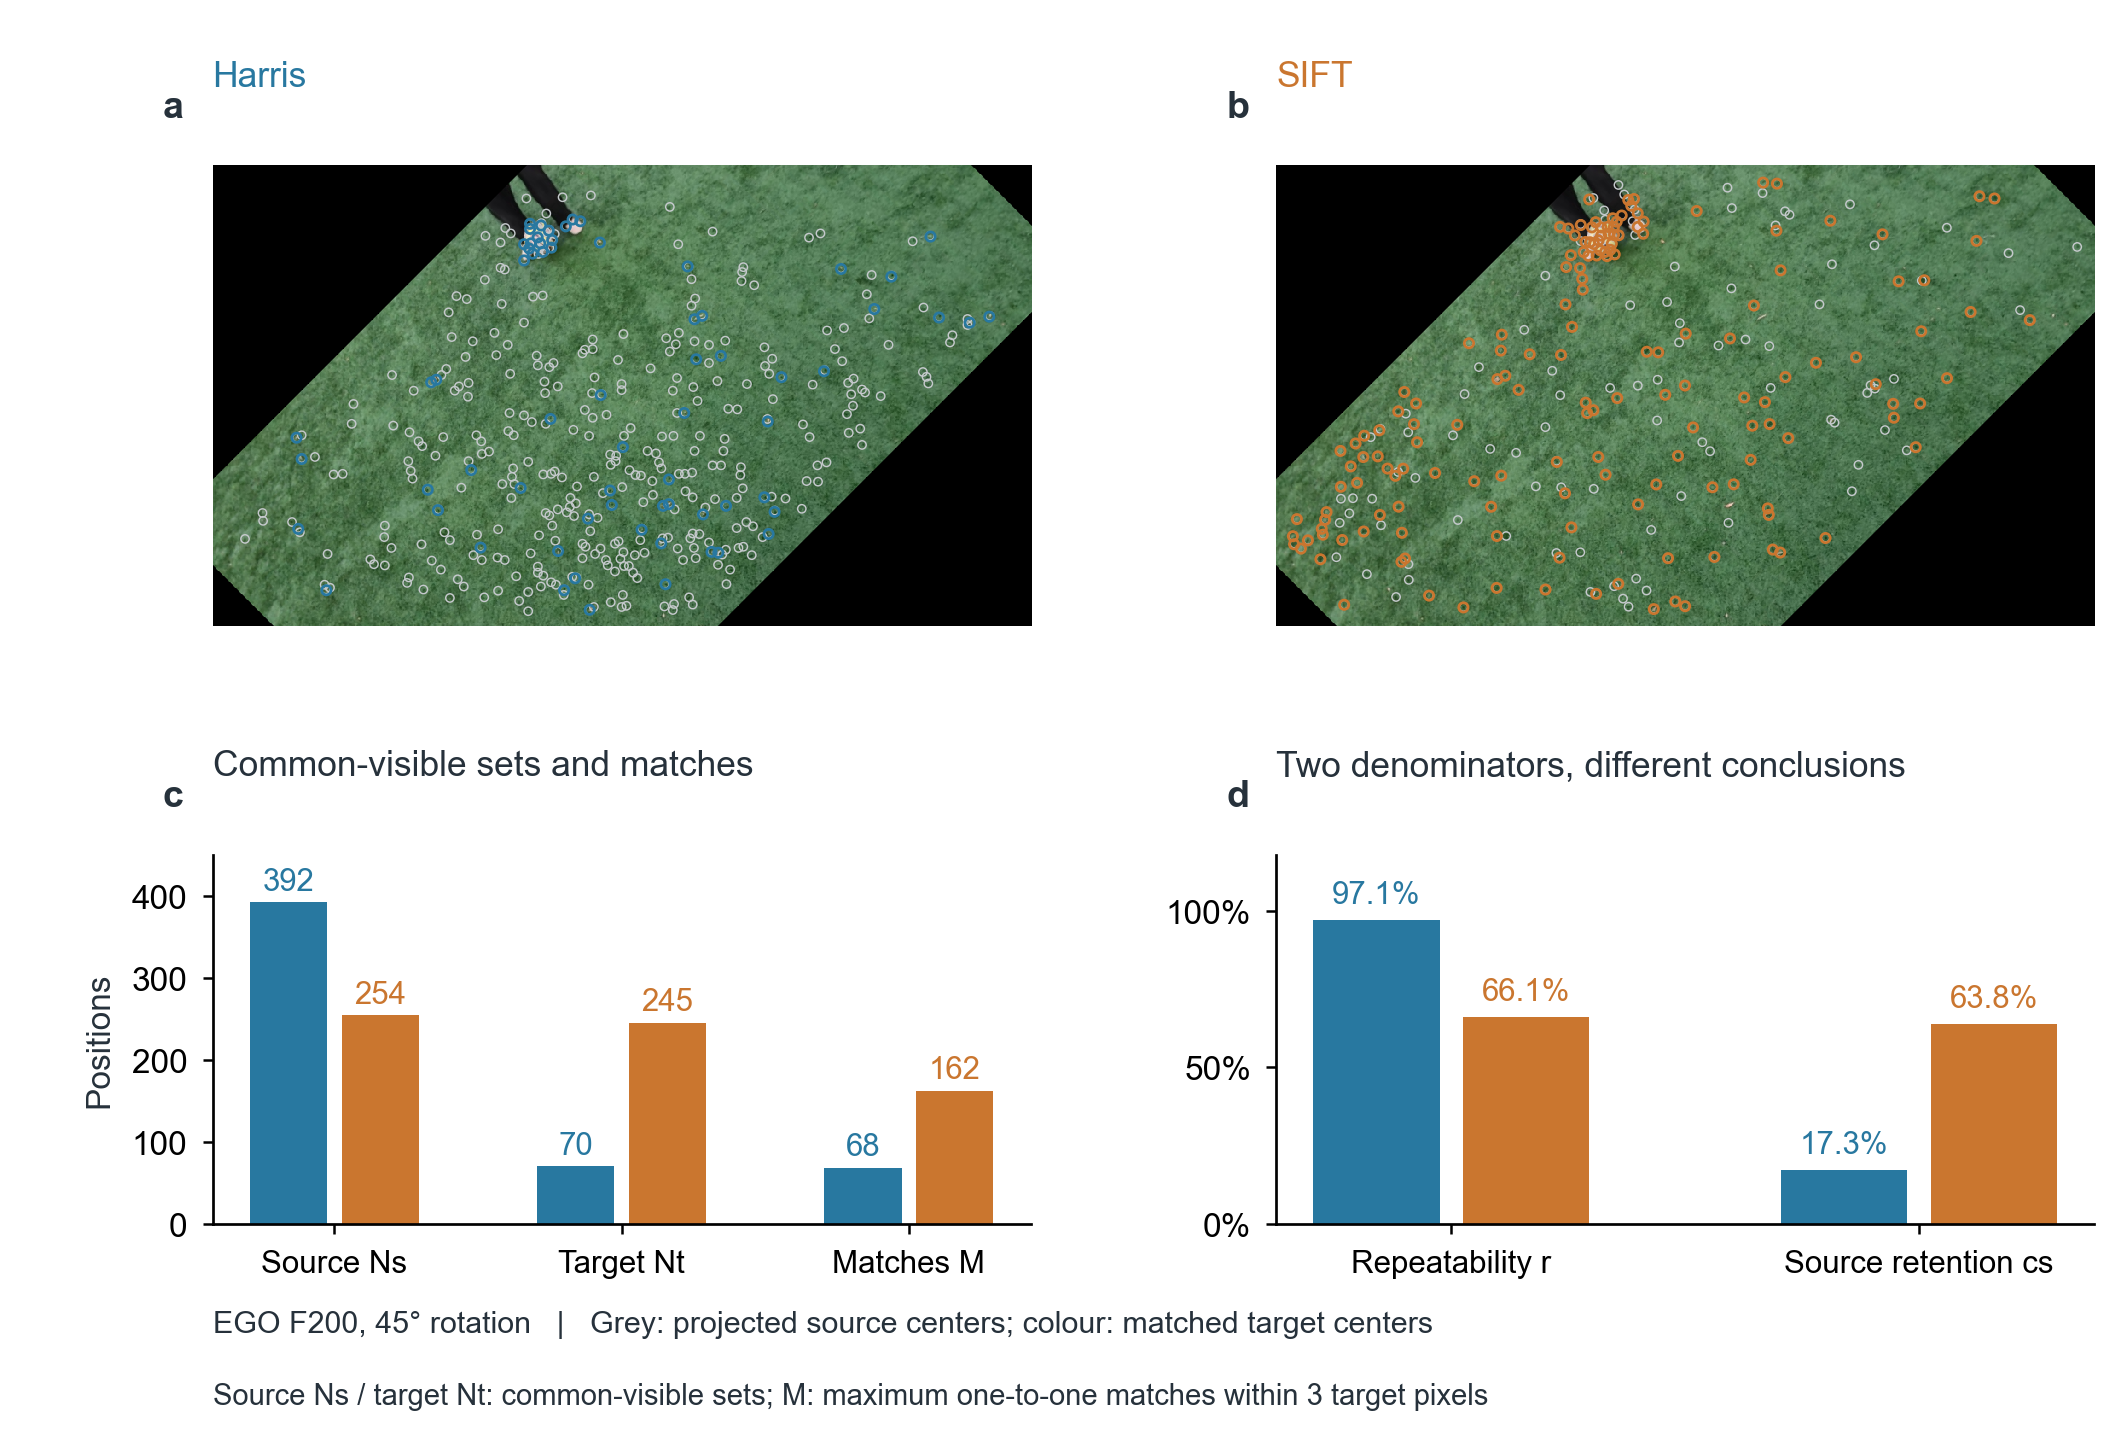 Harris
a
SIFT
b
Common-visible sets and matches
c
Two denominators, different conclusions
d
Positions
400
300
200
100
0
392
254
70
245
68
162
Source Ns
Target Nt
Matches M
100%
50%
0%
97.1%
66.1%
17.3%
63.8%
Repeatability r
Source retention cs
EGO F200, 45° rotation | Grey: projected source centers; colour: matched target centers
Source Ns / target Nt: common-visible sets; M: maximum one-to-one matches within 3 target pixels